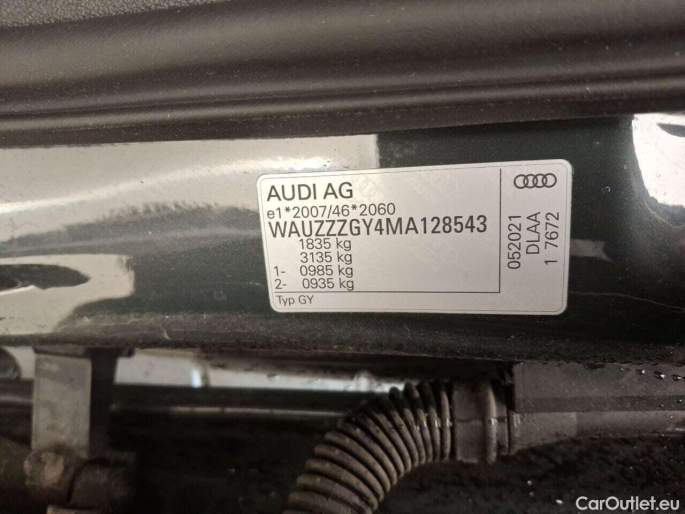 AUDI AG
e1*2007/46*2060
WAUZZZGY4MA128543
1835 kg
3135 kg
1- 0985 kg
2- 0935 kg
Typ GY
052021
DLAA
1 7672
CarOutlet.eu